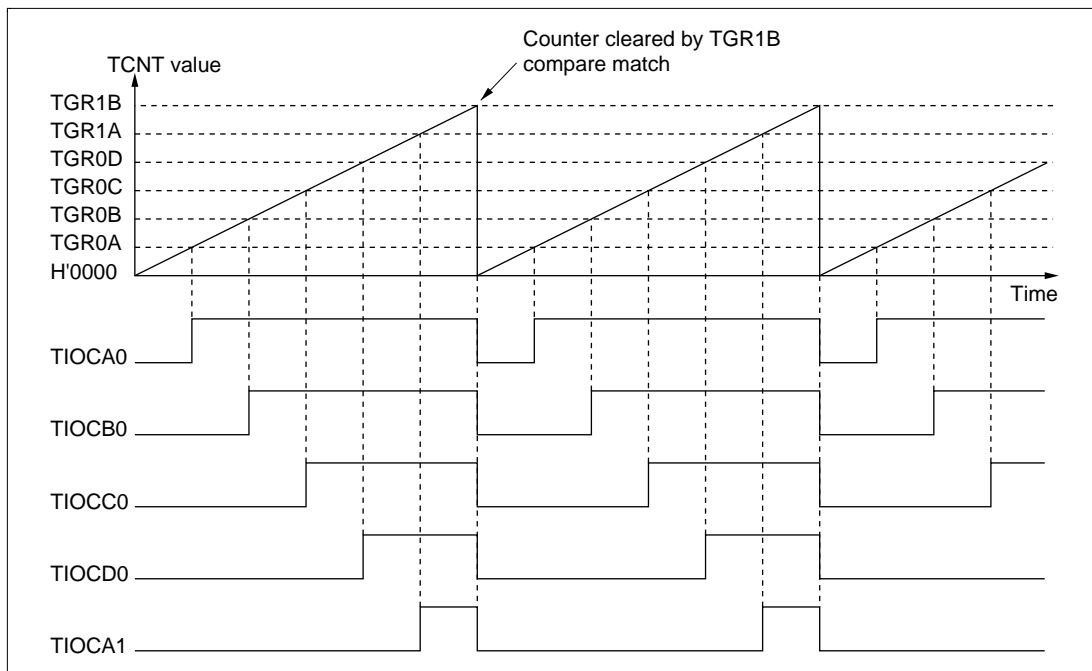 Counter cleared by TGR1B
compare match
TCNT value
TGR1B
TGR1A
TGR0D
TGR0C
TGR0B
TGR0A
H'0000
Time
TIOCA0
TIOCB0
TIOCC0
TIOCD0
TIOCA1